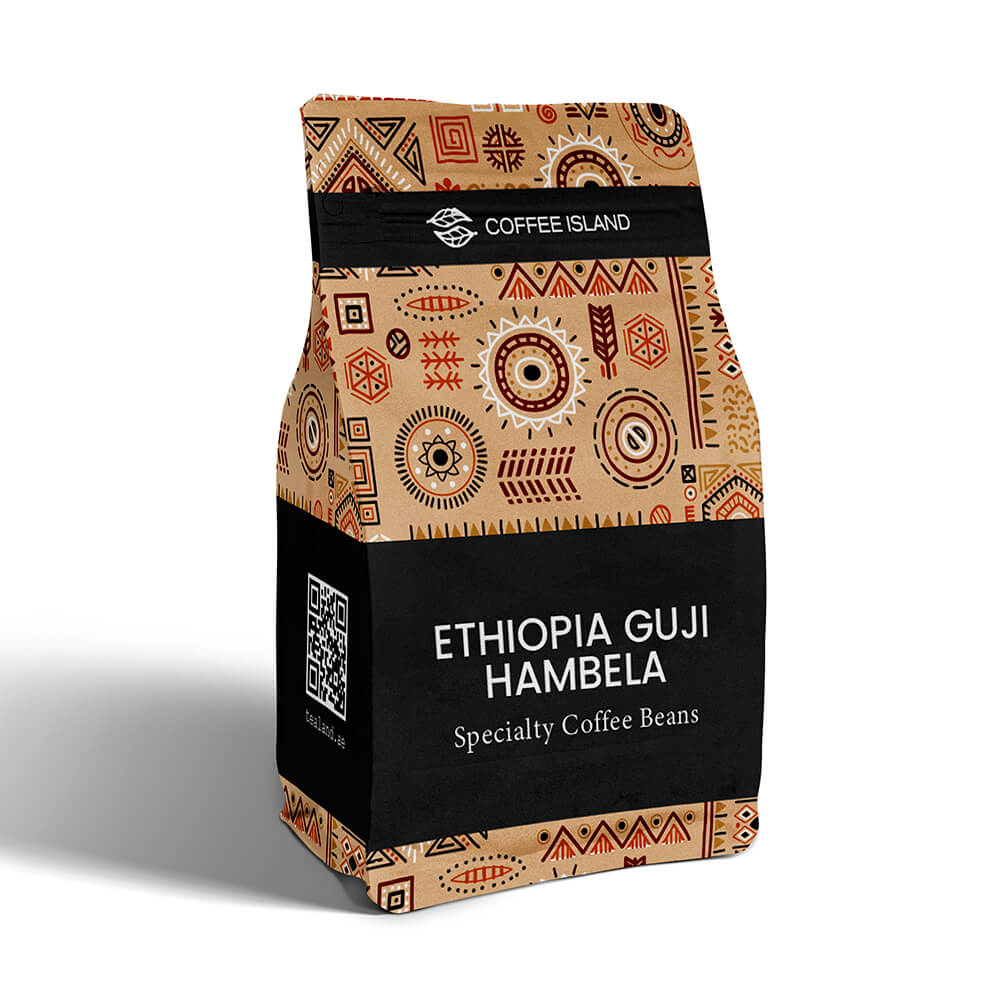 COFFEE ISLAND
ETHIOPIA GUJI
HAMBELA
Specialty Coffee Beans
tealand.ae